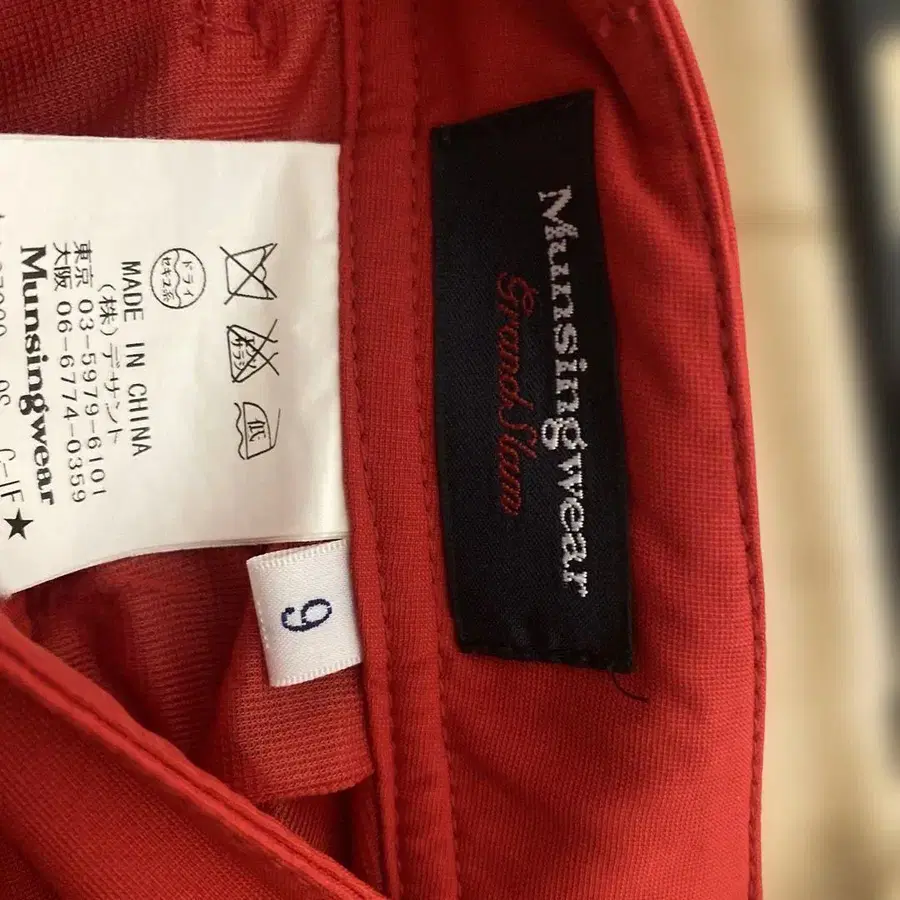 低
ドライ
セキユ系
MADE IN CHINA
(株)デサント
東京 03-5979-6101
大阪 06-6774-0359
Munsingwear
9
Munsingwear
Grand Slam